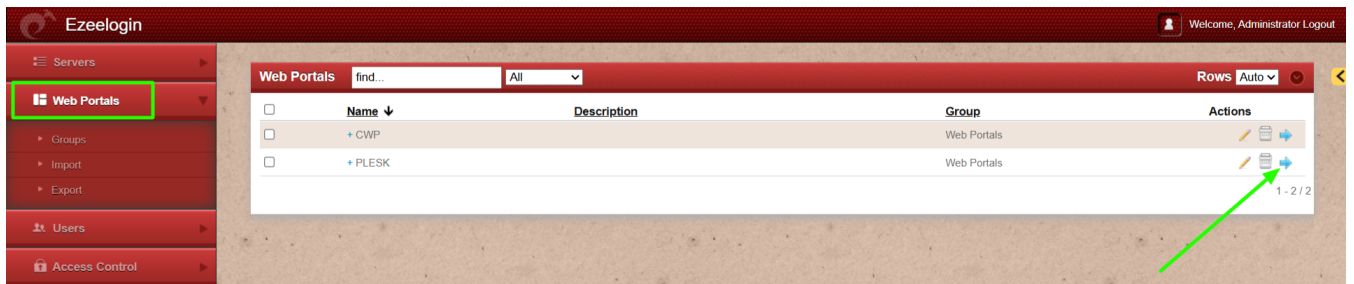 Ezeelogin
Welcome, Administrator Logout
Servers
Web Portals
Groups
Import
Export
Users
Access Control
Web Portals find... All Rows Auto
Name Description Group Actions
+ CWP Web Portals
+ PLESK Web Portals
1 - 2 / 2